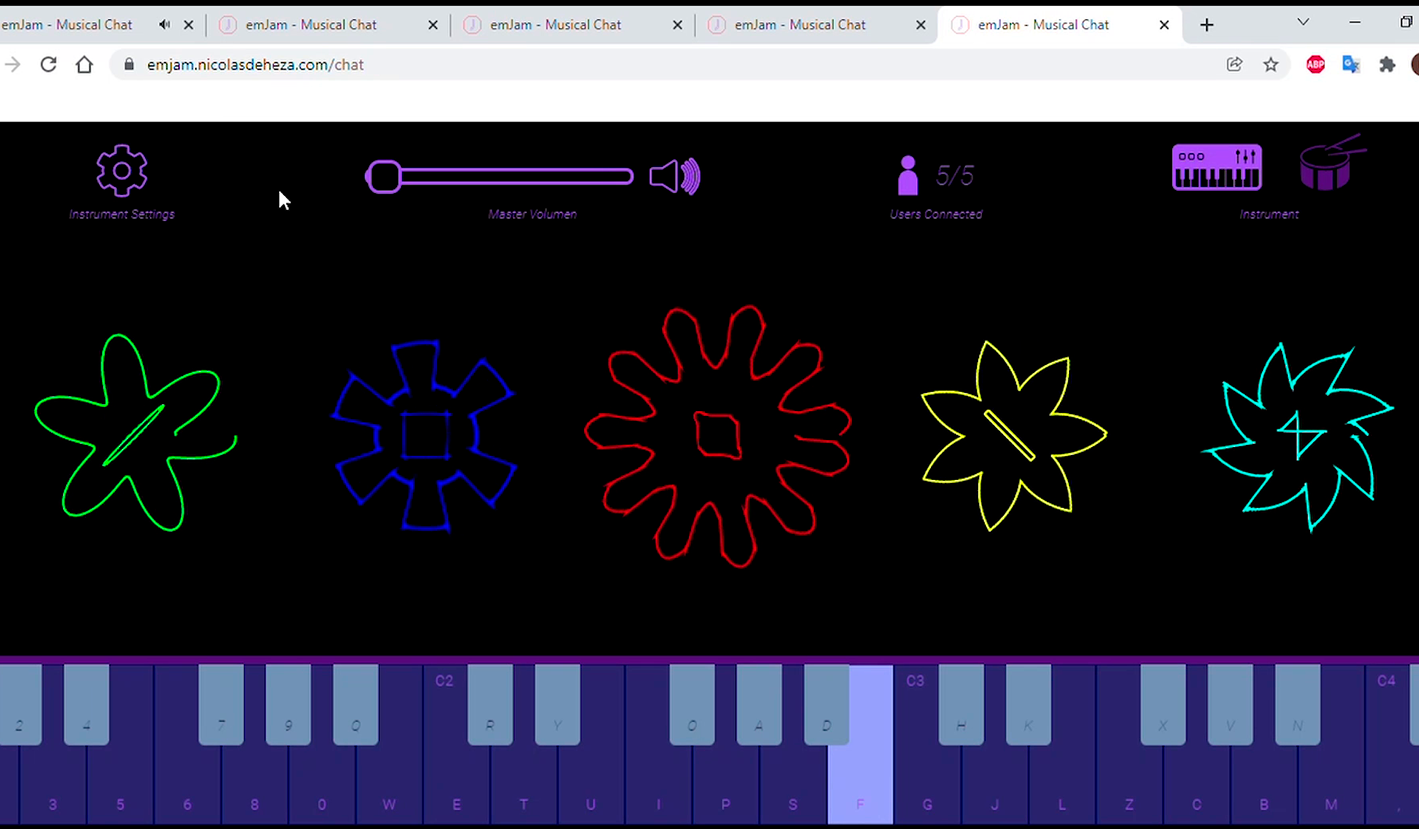 emJam - Musical Chat
emJam - Musical Chat
emJam - Musical Chat
emJam - Musical Chat
emJam - Musical Chat
emjam.nicolasdeheza.com/chat
ABP
5/5
Instrument Settings
Master Volumen
Users Connected
Instrument
C2 C3 C4
2 4 7 9 Q R Y O A D H K X V N
3 5 6 8 0 W E T U I P S F G J L Z C B M ,